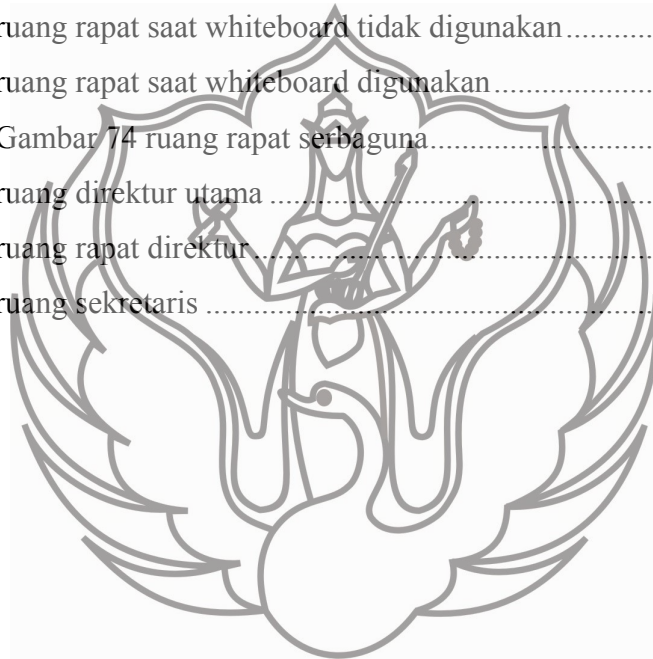 ruang rapat saat whiteboard tidak digunakan...........
ruang rapat saat whiteboard digunakan....................
Gambar 74 ruang rapat serbaguna............................
ruang direktur utama ................................................
ruang rapat direktur..................................................
ruang sekretaris ........................................................